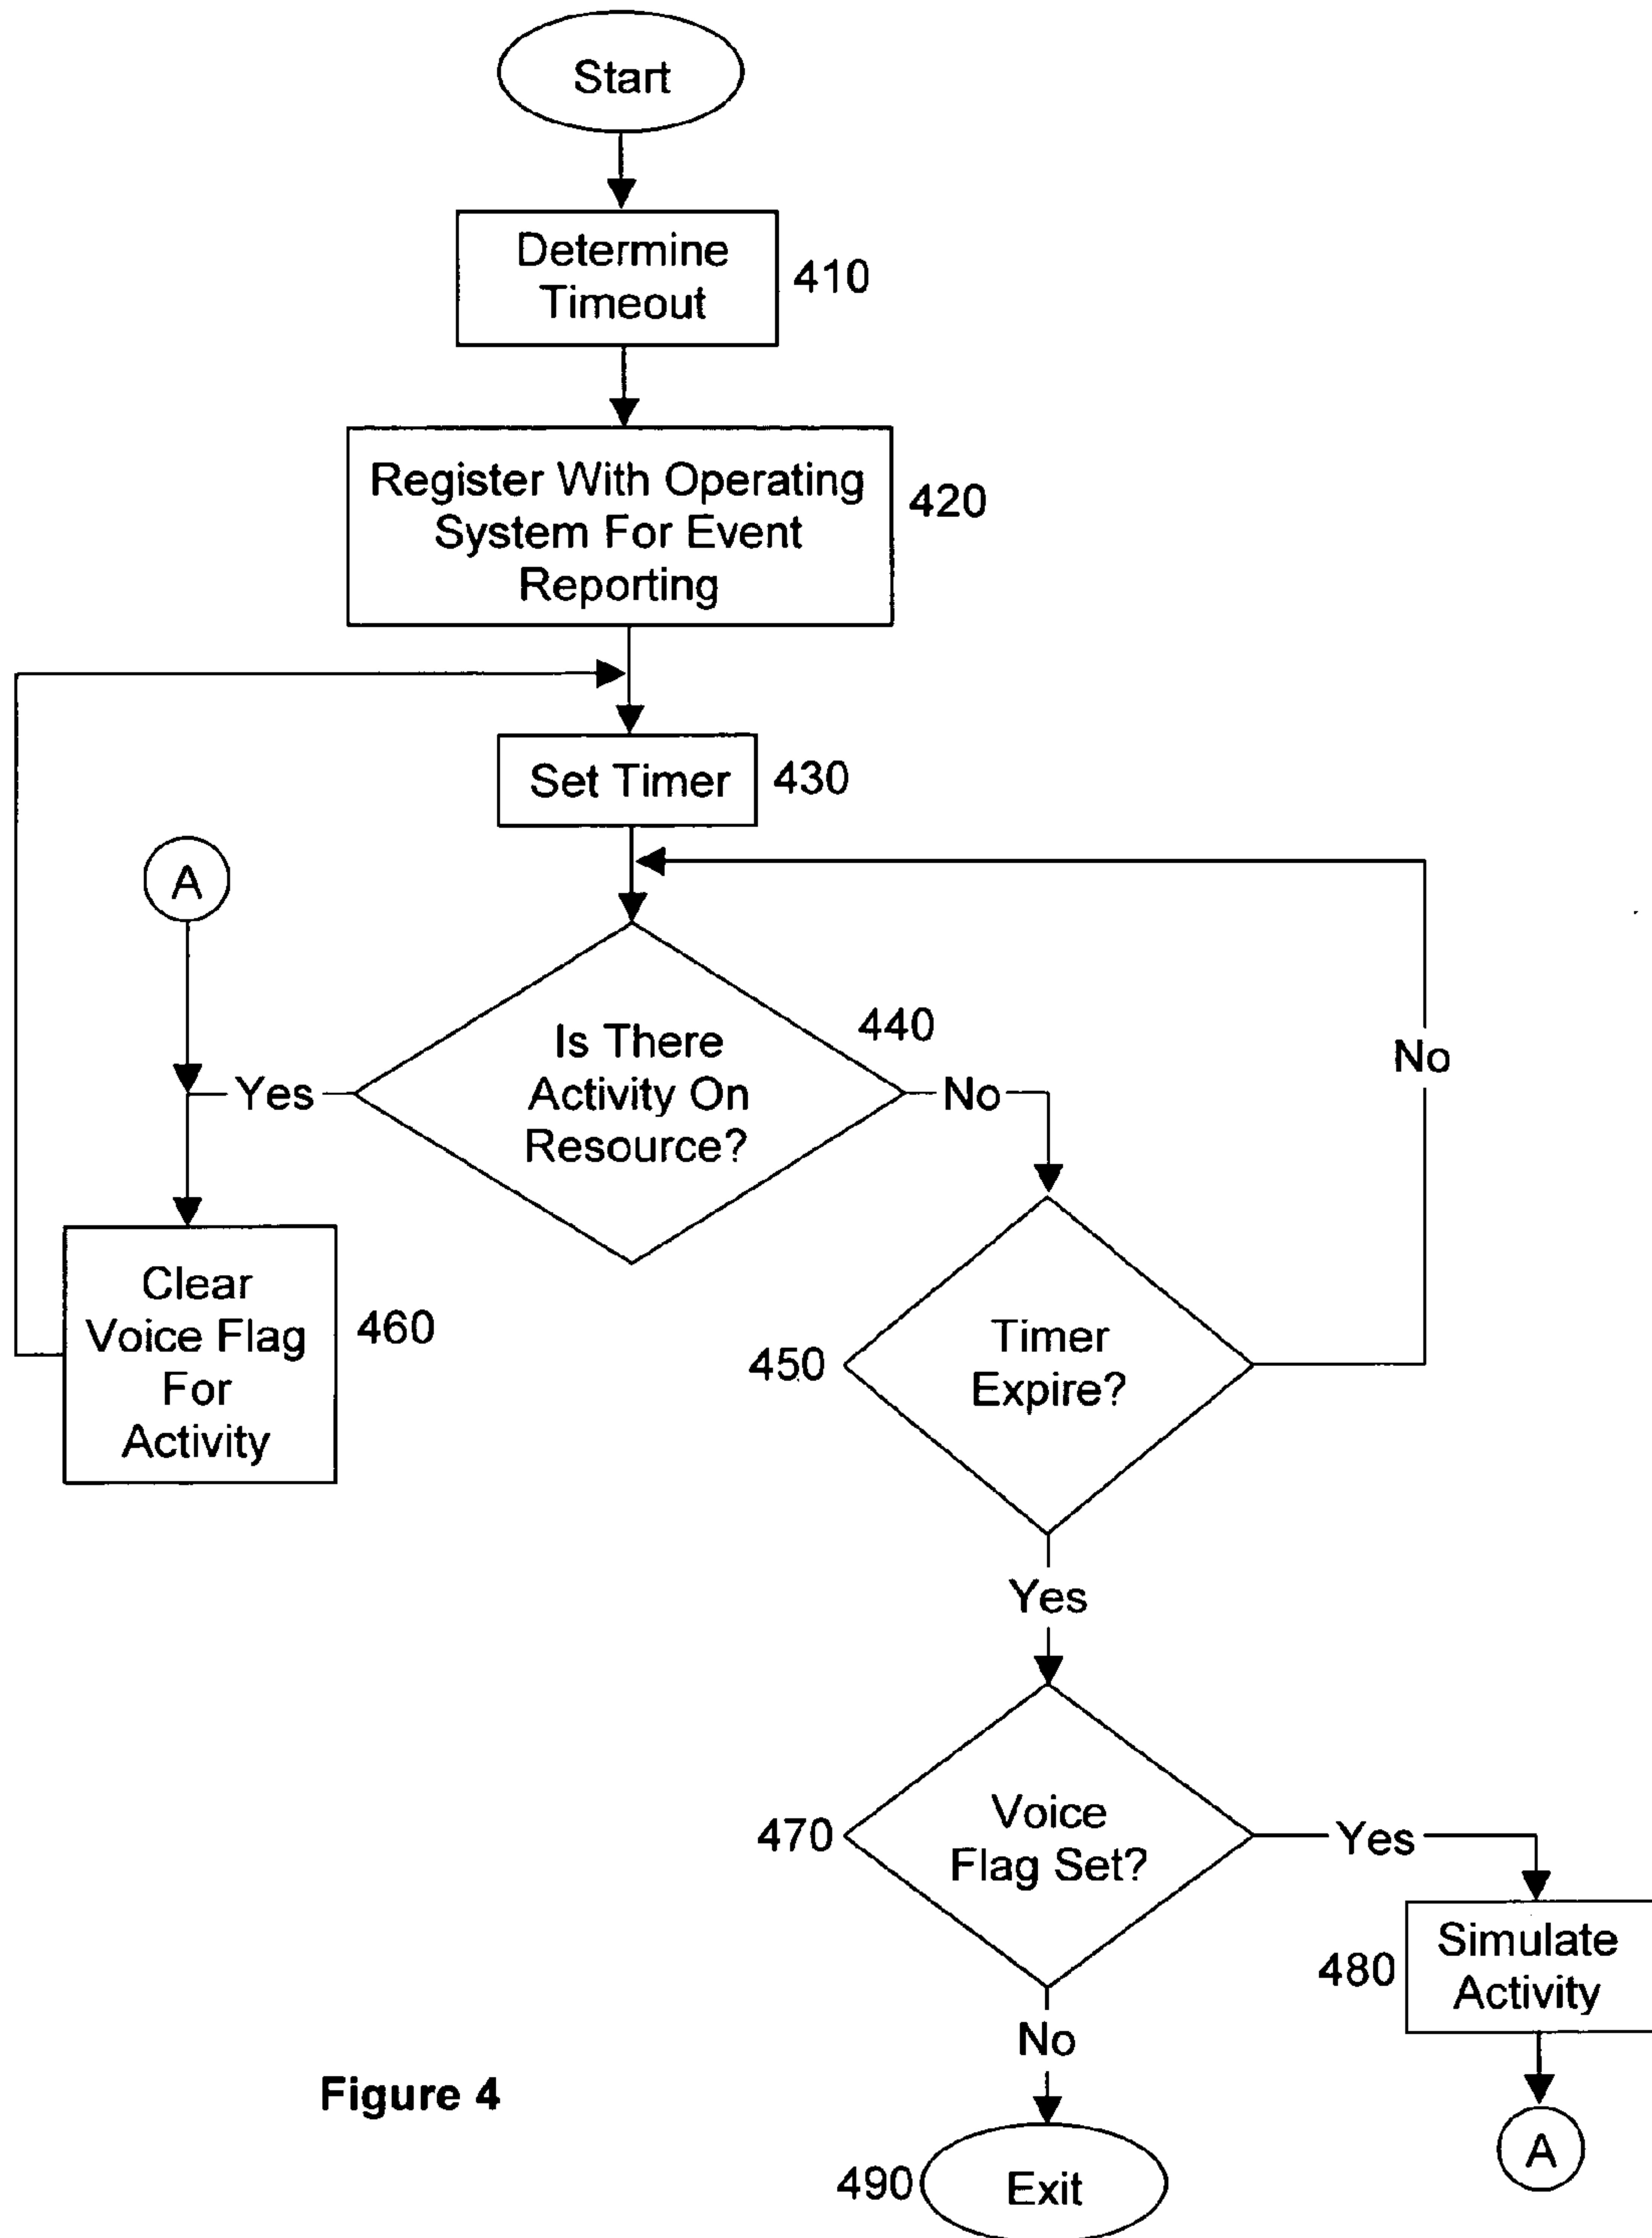 Start
Determine
Timeout
410
Register With Operating
System For Event
Reporting
420
Set Timer
430
A
Is There
Activity On
Resource?
440
Yes
No
No
Clear
Voice Flag
For
Activity
460
Timer
Expire?
450
Yes
Voice
Flag Set?
470
Yes
Simulate
Activity
480
No
A
Exit
490
Figure 4